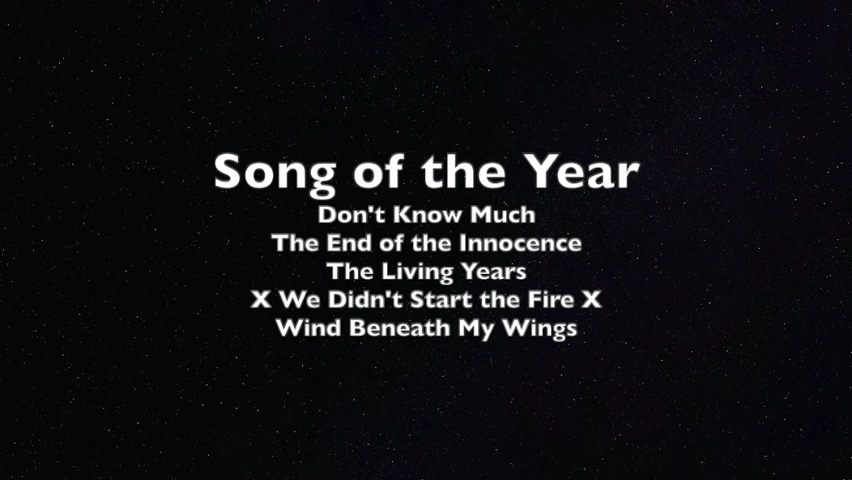 Song of the Year
Don't Know Much
The End of the Innocence
The Living Years
X We Didn't Start the Fire X
Wind Beneath My Wings